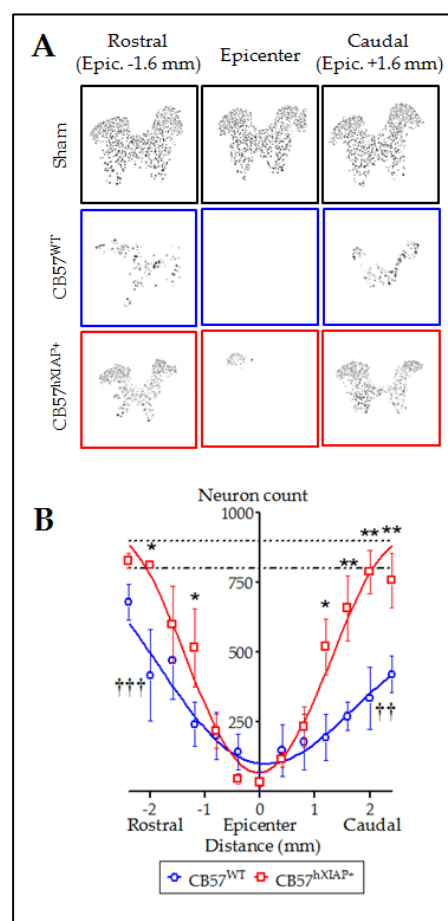 A
Rostral
(Epic. -1.6 mm)
Epicenter
Caudal
(Epic. +1.6 mm)
Sham
CB57WT
CB57hXIAP+
B
Neuron count
1000
750
500
250
*
*
*
**
**
**
†††
††
-2 -1 0 1 2
Rostral Epicenter Caudal
Distance (mm)
CB57WT CB57hXIAP+